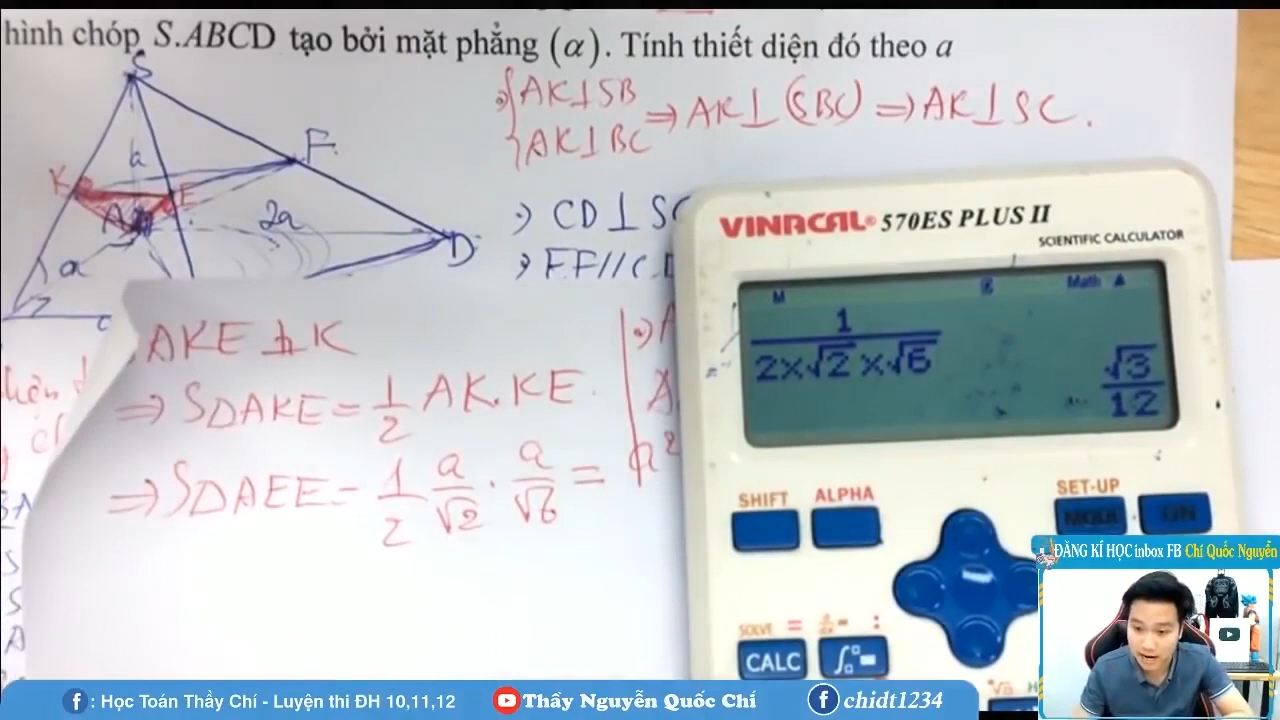 hình chóp S.ABCD tạo bởi mặt phẳng (α). Tính thiết diện đó theo a
S
a
K
E
F
A
2a
D
a
AK⊥SB
AK⊥BC
⇒ AK⊥(SBC) ⇒ AK⊥SC.
CD⊥SC
EF//CD
AKE ⊥ K
⇒ SΔAKE = 1/2 AK.KE.
⇒ SΔAEE = 1/2 a/√2 . a/√6 =
VINACAL® 570ES PLUS II
SCIENTIFIC CALCULATOR
M Math ▲
1/(2×√2×√6)
√3/12
SHIFT ALPHA
SET-UP
MODE ON
SOLVE = :
CALC
ĐĂNG KÍ HỌC inbox FB Chí Quốc Nguyễn
f : Học Toán Thầy Chí - Luyện thi ĐH 10,11,12
Thầy Nguyễn Quốc Chí
f chidt1234